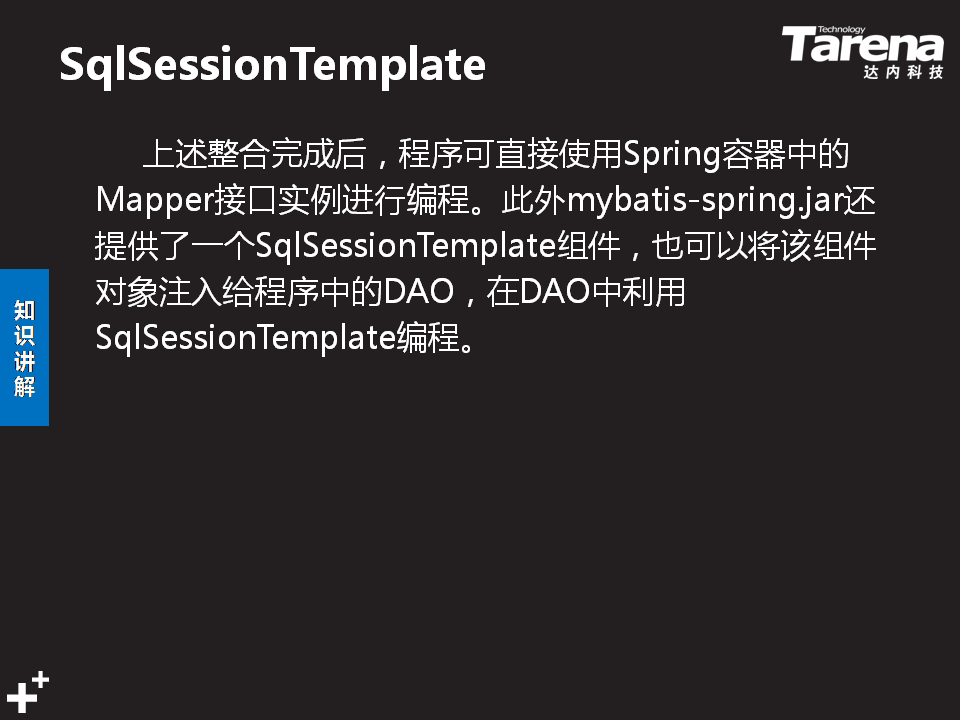 SqlSessionTemplate
Technology
Tarena
达内科技
上述整合完成后，程序可直接使用Spring容器中的
Mapper接口实例进行编程。此外mybatis-spring.jar还
提供了一个SqlSessionTemplate组件，也可以将该组件
对象注入给程序中的DAO，在DAO中利用
SqlSessionTemplate编程。
知
识
讲
解